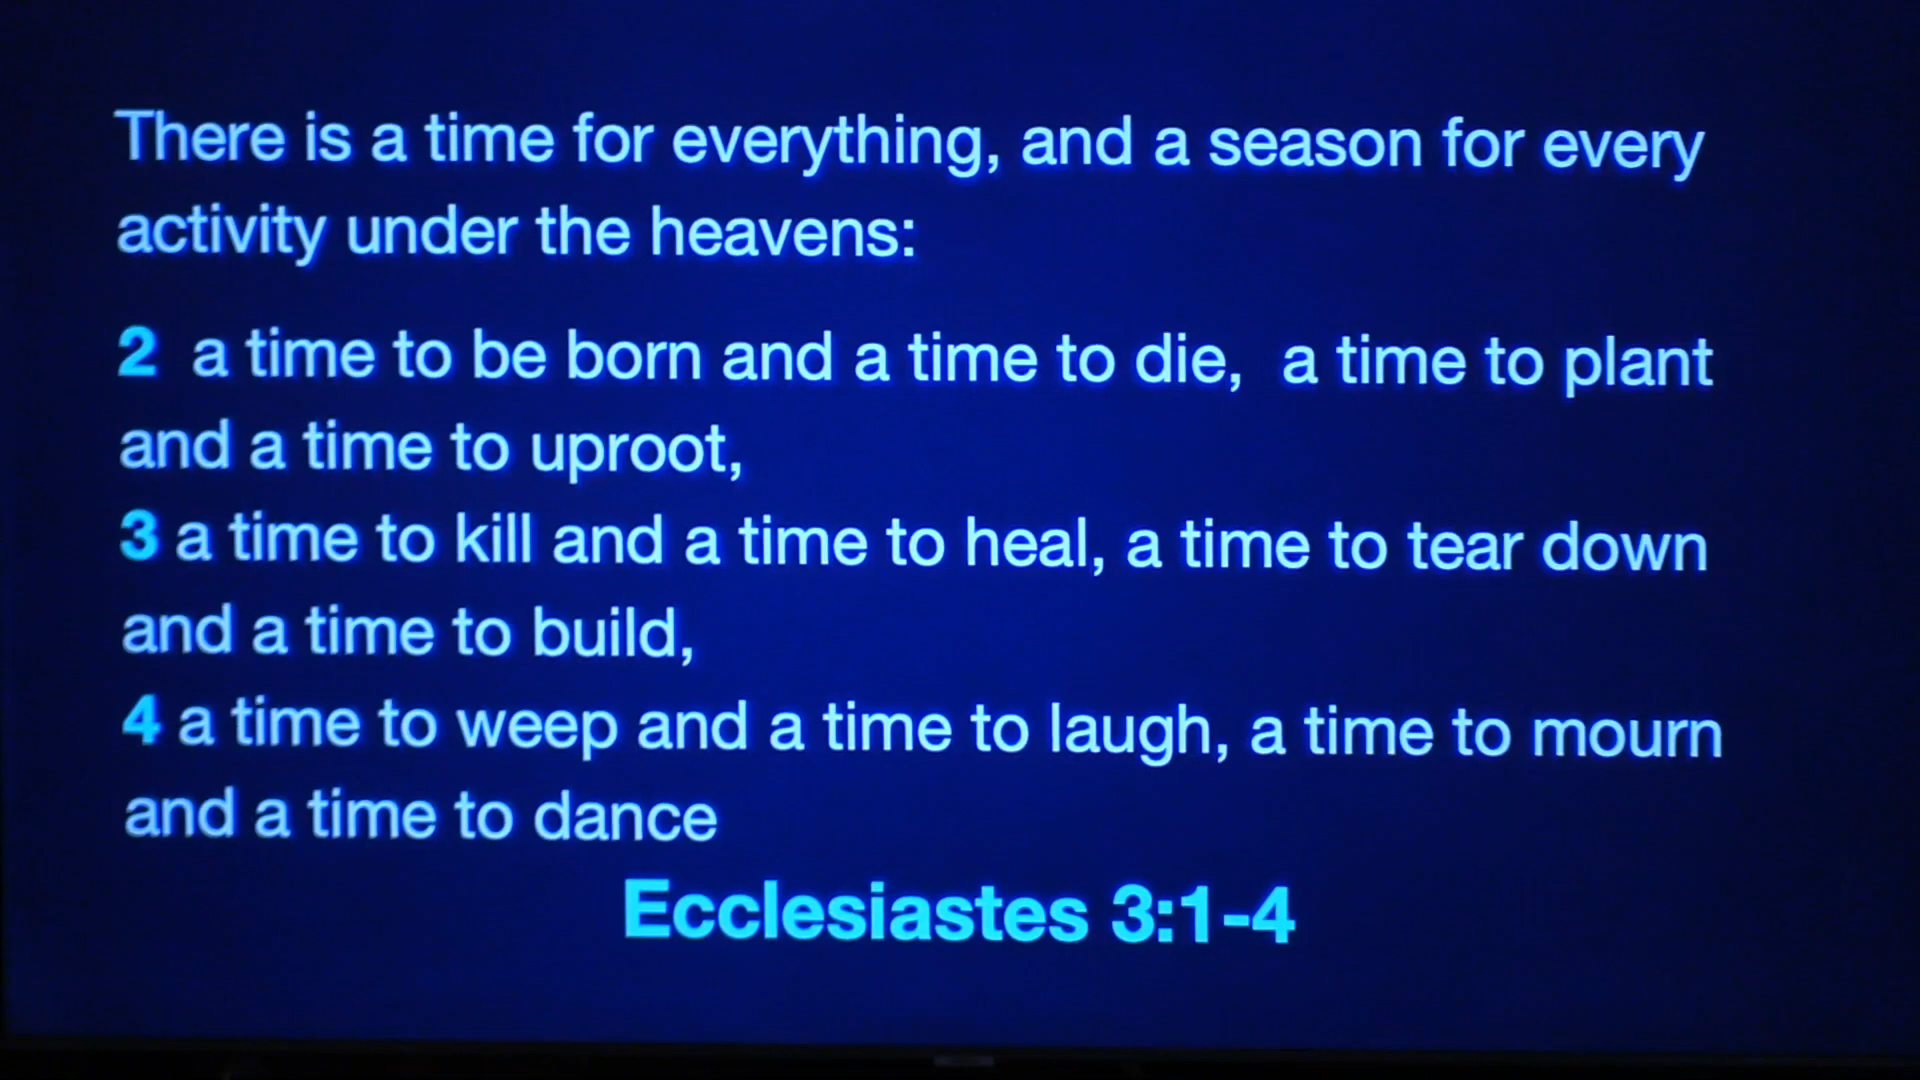 There is a time for everything, and a season for every
activity under the heavens:
2 a time to be born and a time to die, a time to plant
and a time to uproot,
3 a time to kill and a time to heal, a time to tear down
and a time to build,
4 a time to weep and a time to laugh, a time to mourn
and a time to dance
Ecclesiastes 3:1-4